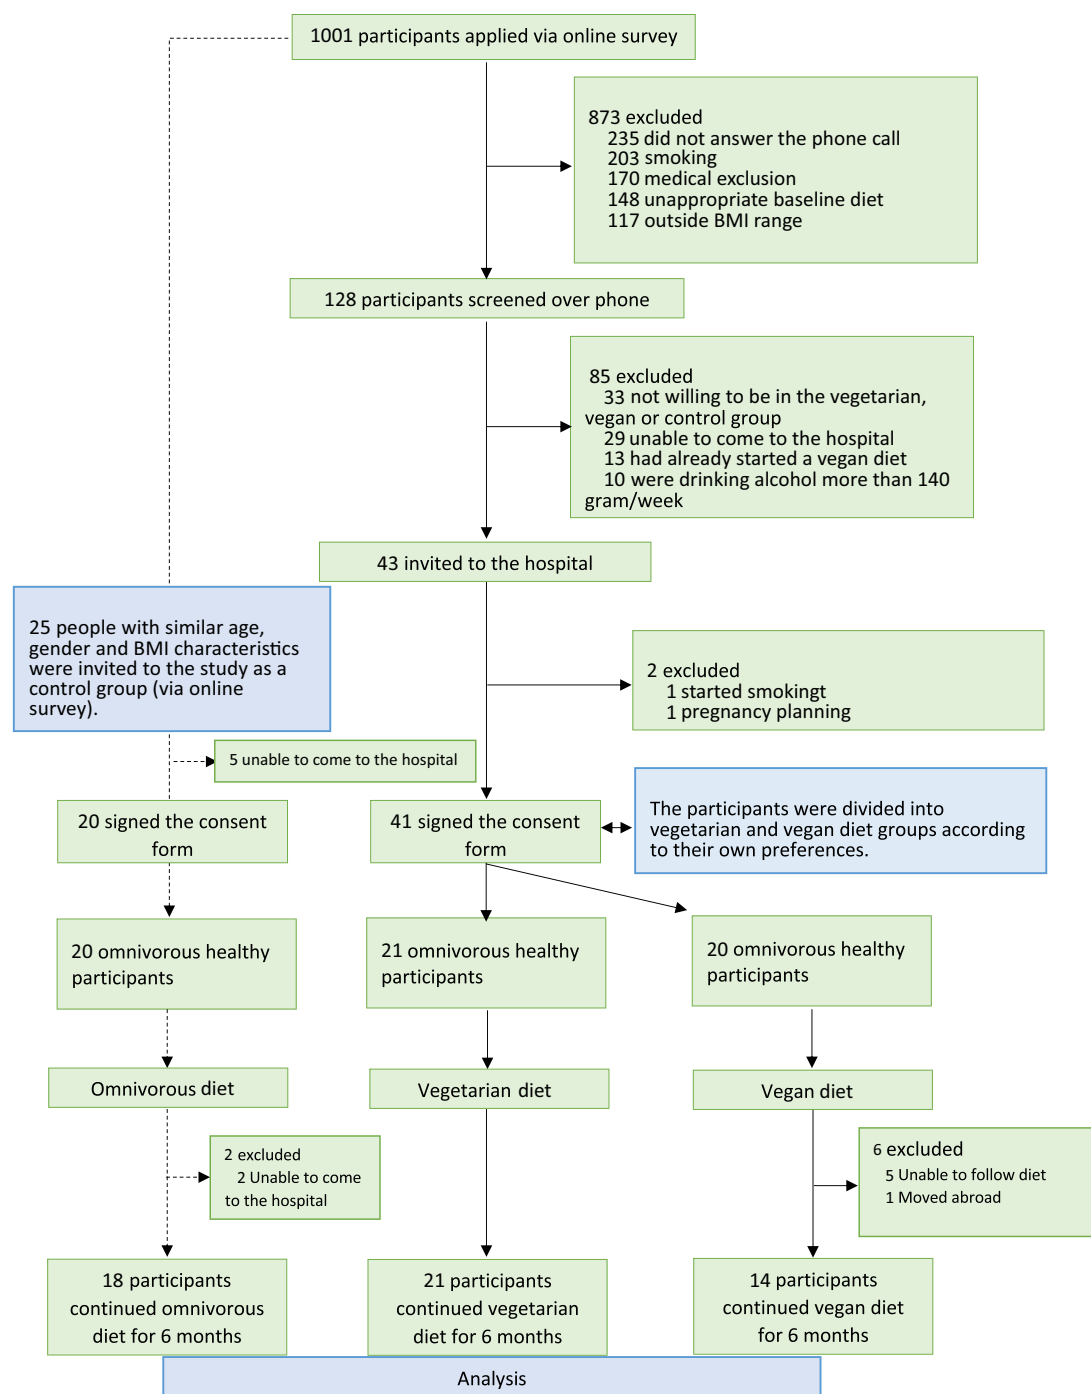 1001 participants applied via online survey
873 excluded
235 did not answer the phone call
203 smoking
170 medical exclusion
148 unappropriate baseline diet
117 outside BMI range
128 participants screened over phone
85 excluded
33 not willing to be in the vegetarian,
vegan or control group
29 unable to come to the hospital
13 had already started a vegan diet
10 were drinking alcohol more than 140
gram/week
43 invited to the hospital
25 people with similar age,
gender and BMI characteristics
were invited to the study as a
control group (via online
survey).
2 excluded
1 started smokingt
1 pregnancy planning
5 unable to come to the hospital
20 signed the consent
form
41 signed the consent
form
The participants were divided into
vegetarian and vegan diet groups according
to their own preferences.
20 omnivorous healthy
participants
21 omnivorous healthy
participants
20 omnivorous healthy
participants
Omnivorous diet
Vegetarian diet
Vegan diet
2 excluded
2 Unable to come
to the hospital
6 excluded
5 Unable to follow diet
1 Moved abroad
18 participants
continued omnivorous
diet for 6 months
21 participants
continued vegetarian
diet for 6 months
14 participants
continued vegan diet
for 6 months
Analysis